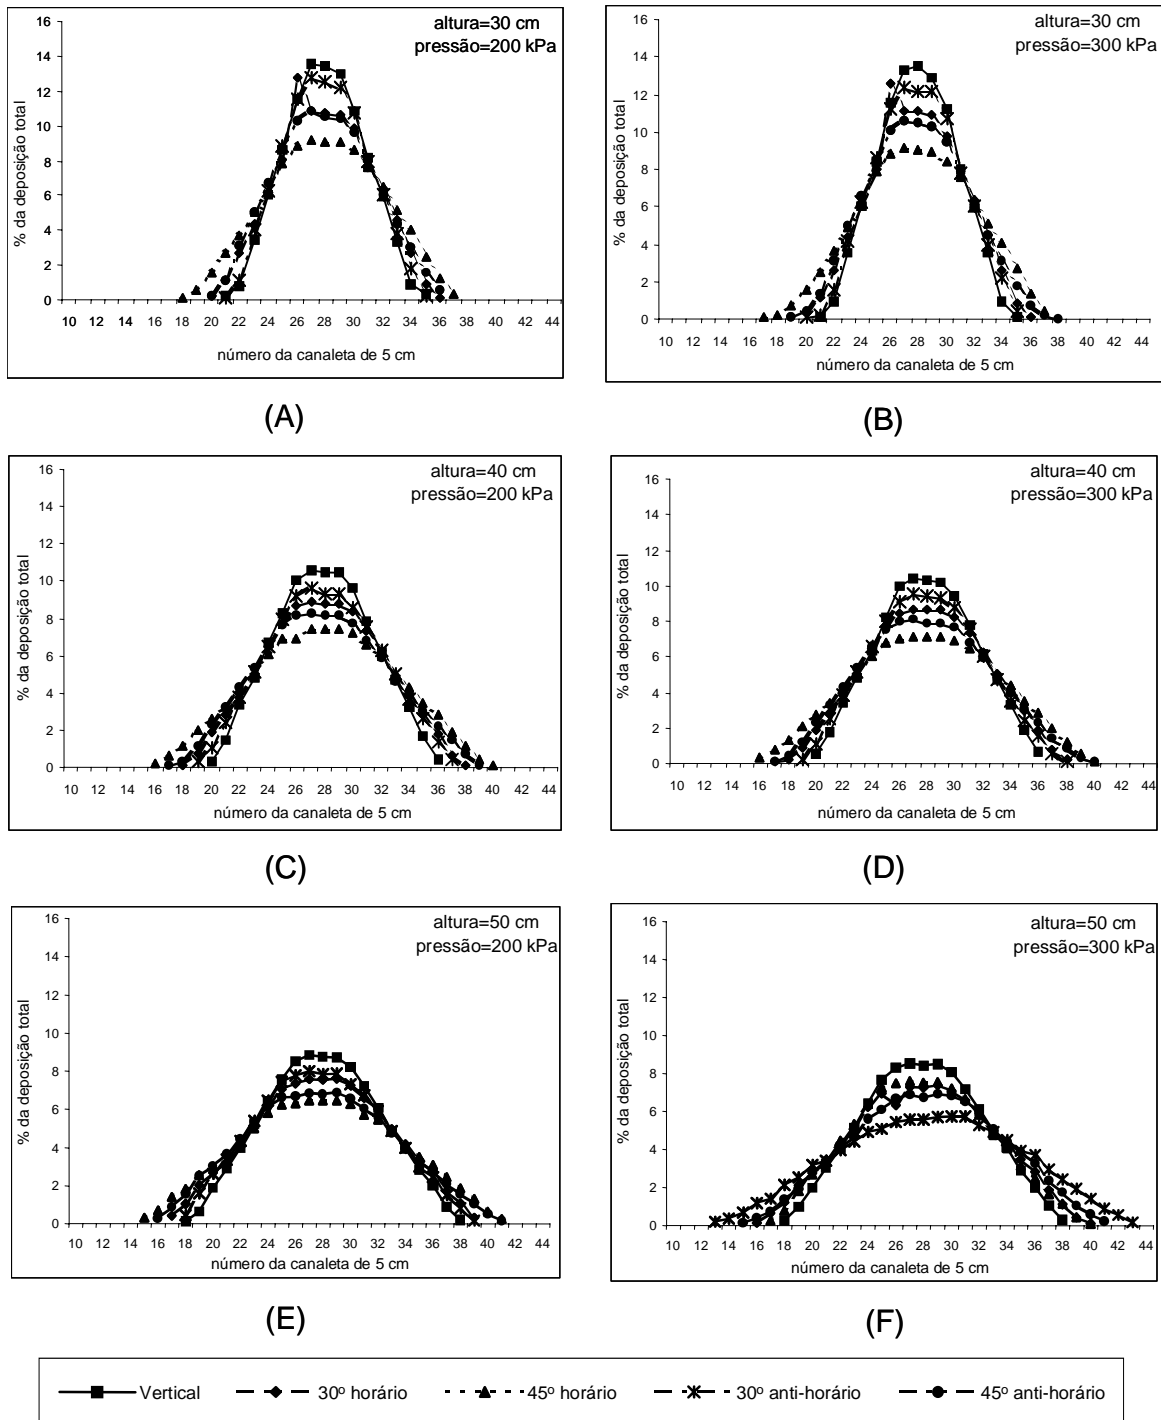 altura=30 cm
pressão=200 kPa
% da deposição total
16
14
12
10
8
6
4
2
0
10 12 14 16 18 20 22 24 26 28 30 32 34 36 38 40 42 44
número da canaleta de 5 cm
(A)
altura=30 cm
pressão=300 kPa
% da deposição total
16
14
12
10
8
6
4
2
0
10 12 14 16 18 20 22 24 26 28 30 32 34 36 38 40 42 44
número da canaleta de 5 cm
(B)
altura=40 cm
pressão=200 kPa
% da deposição total
16
14
12
10
8
6
4
2
0
10 12 14 16 18 20 22 24 26 28 30 32 34 36 38 40 42 44
número da canaleta de 5 cm
(C)
altura=40 cm
pressão=300 kPa
% da deposição total
16
14
12
10
8
6
4
2
0
10 12 14 16 18 20 22 24 26 28 30 32 34 36 38 40 42 44
número da canaleta de 5 cm
(D)
altura=50 cm
pressão=200 kPa
% da deposição total
16
14
12
10
8
6
4
2
0
10 12 14 16 18 20 22 24 26 28 30 32 34 36 38 40 42 44
número da canaleta de 5 cm
(E)
altura=50 cm
pressão=300 kPa
% da deposição total
16
14
12
10
8
6
4
2
0
10 12 14 16 18 20 22 24 26 28 30 32 34 36 38 40 42 44
número da canaleta de 5 cm
(F)
Vertical 30º horário 45º horário 30º anti-horário 45º anti-horário